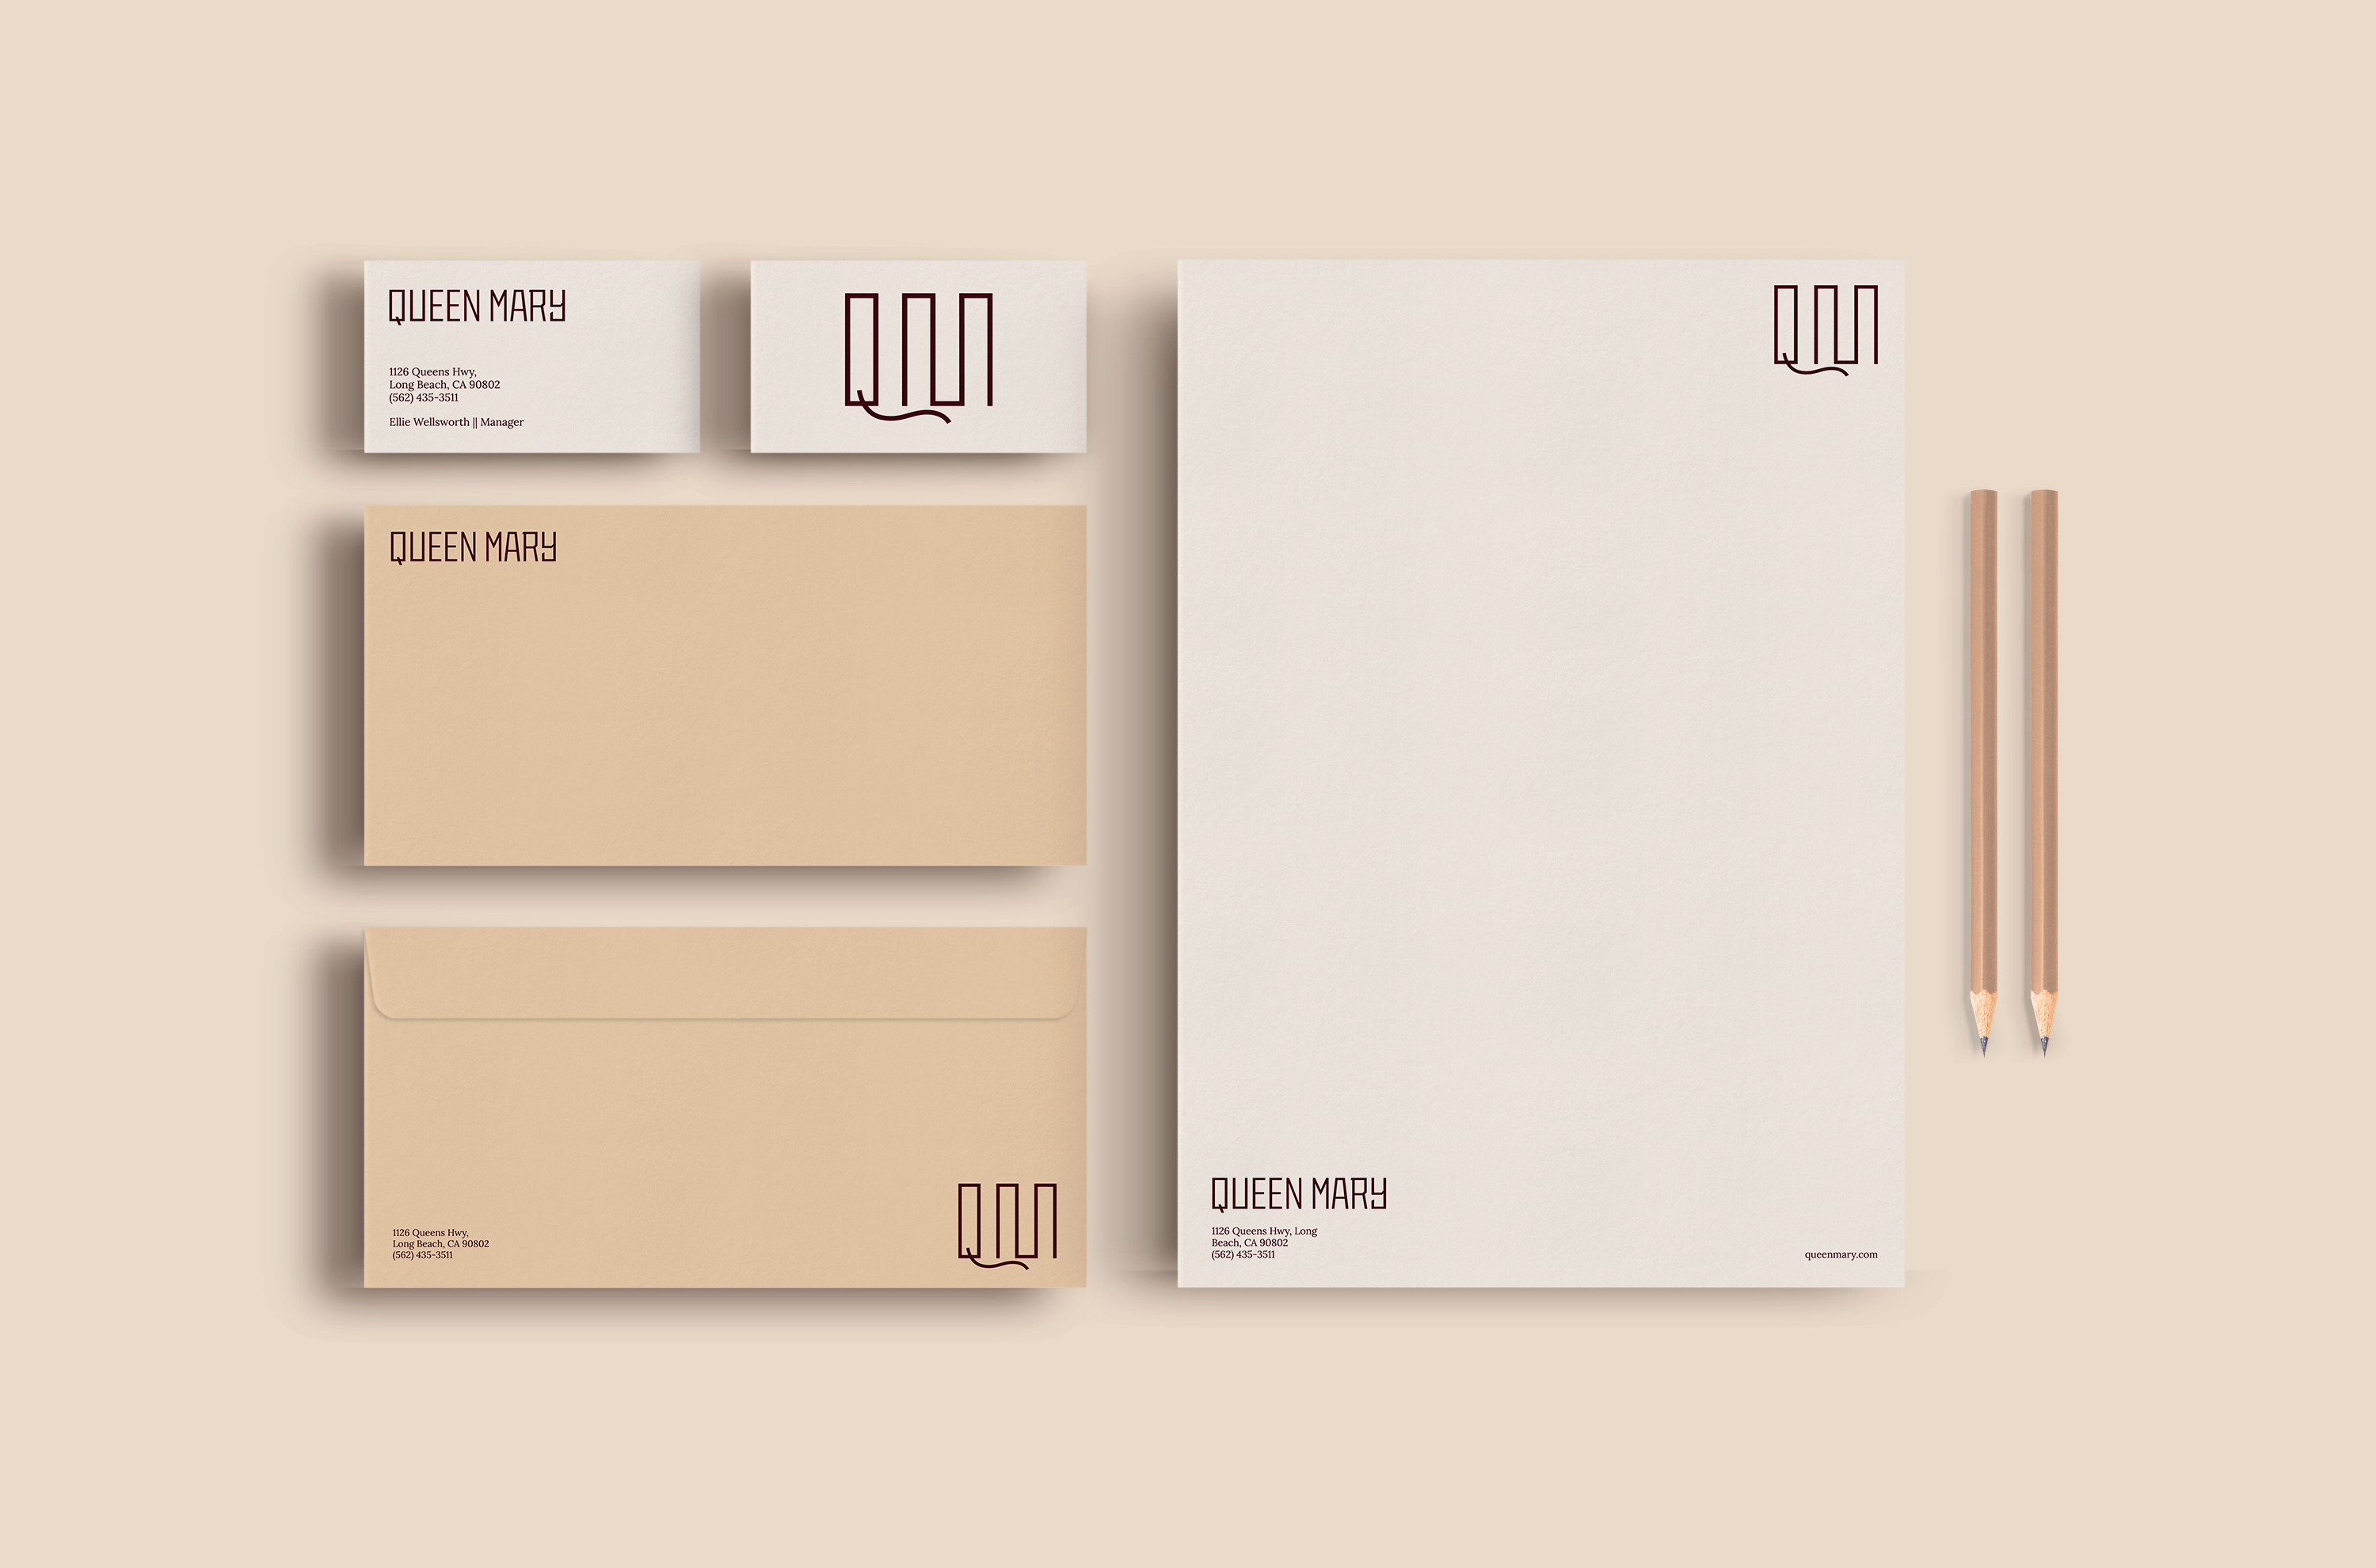 QUEEN MARY
1126 Queens Hwy,
Long Beach, CA 90802
(562) 435-3511
Ellie Wellsworth || Manager
QM
QUEEN MARY
1126 Queens Hwy,
Long Beach, CA 90802
(562) 435-3511
QM
QM
QUEEN MARY
1126 Queens Hwy, Long
Beach, CA 90802
(562) 435-3511
queenmary.com